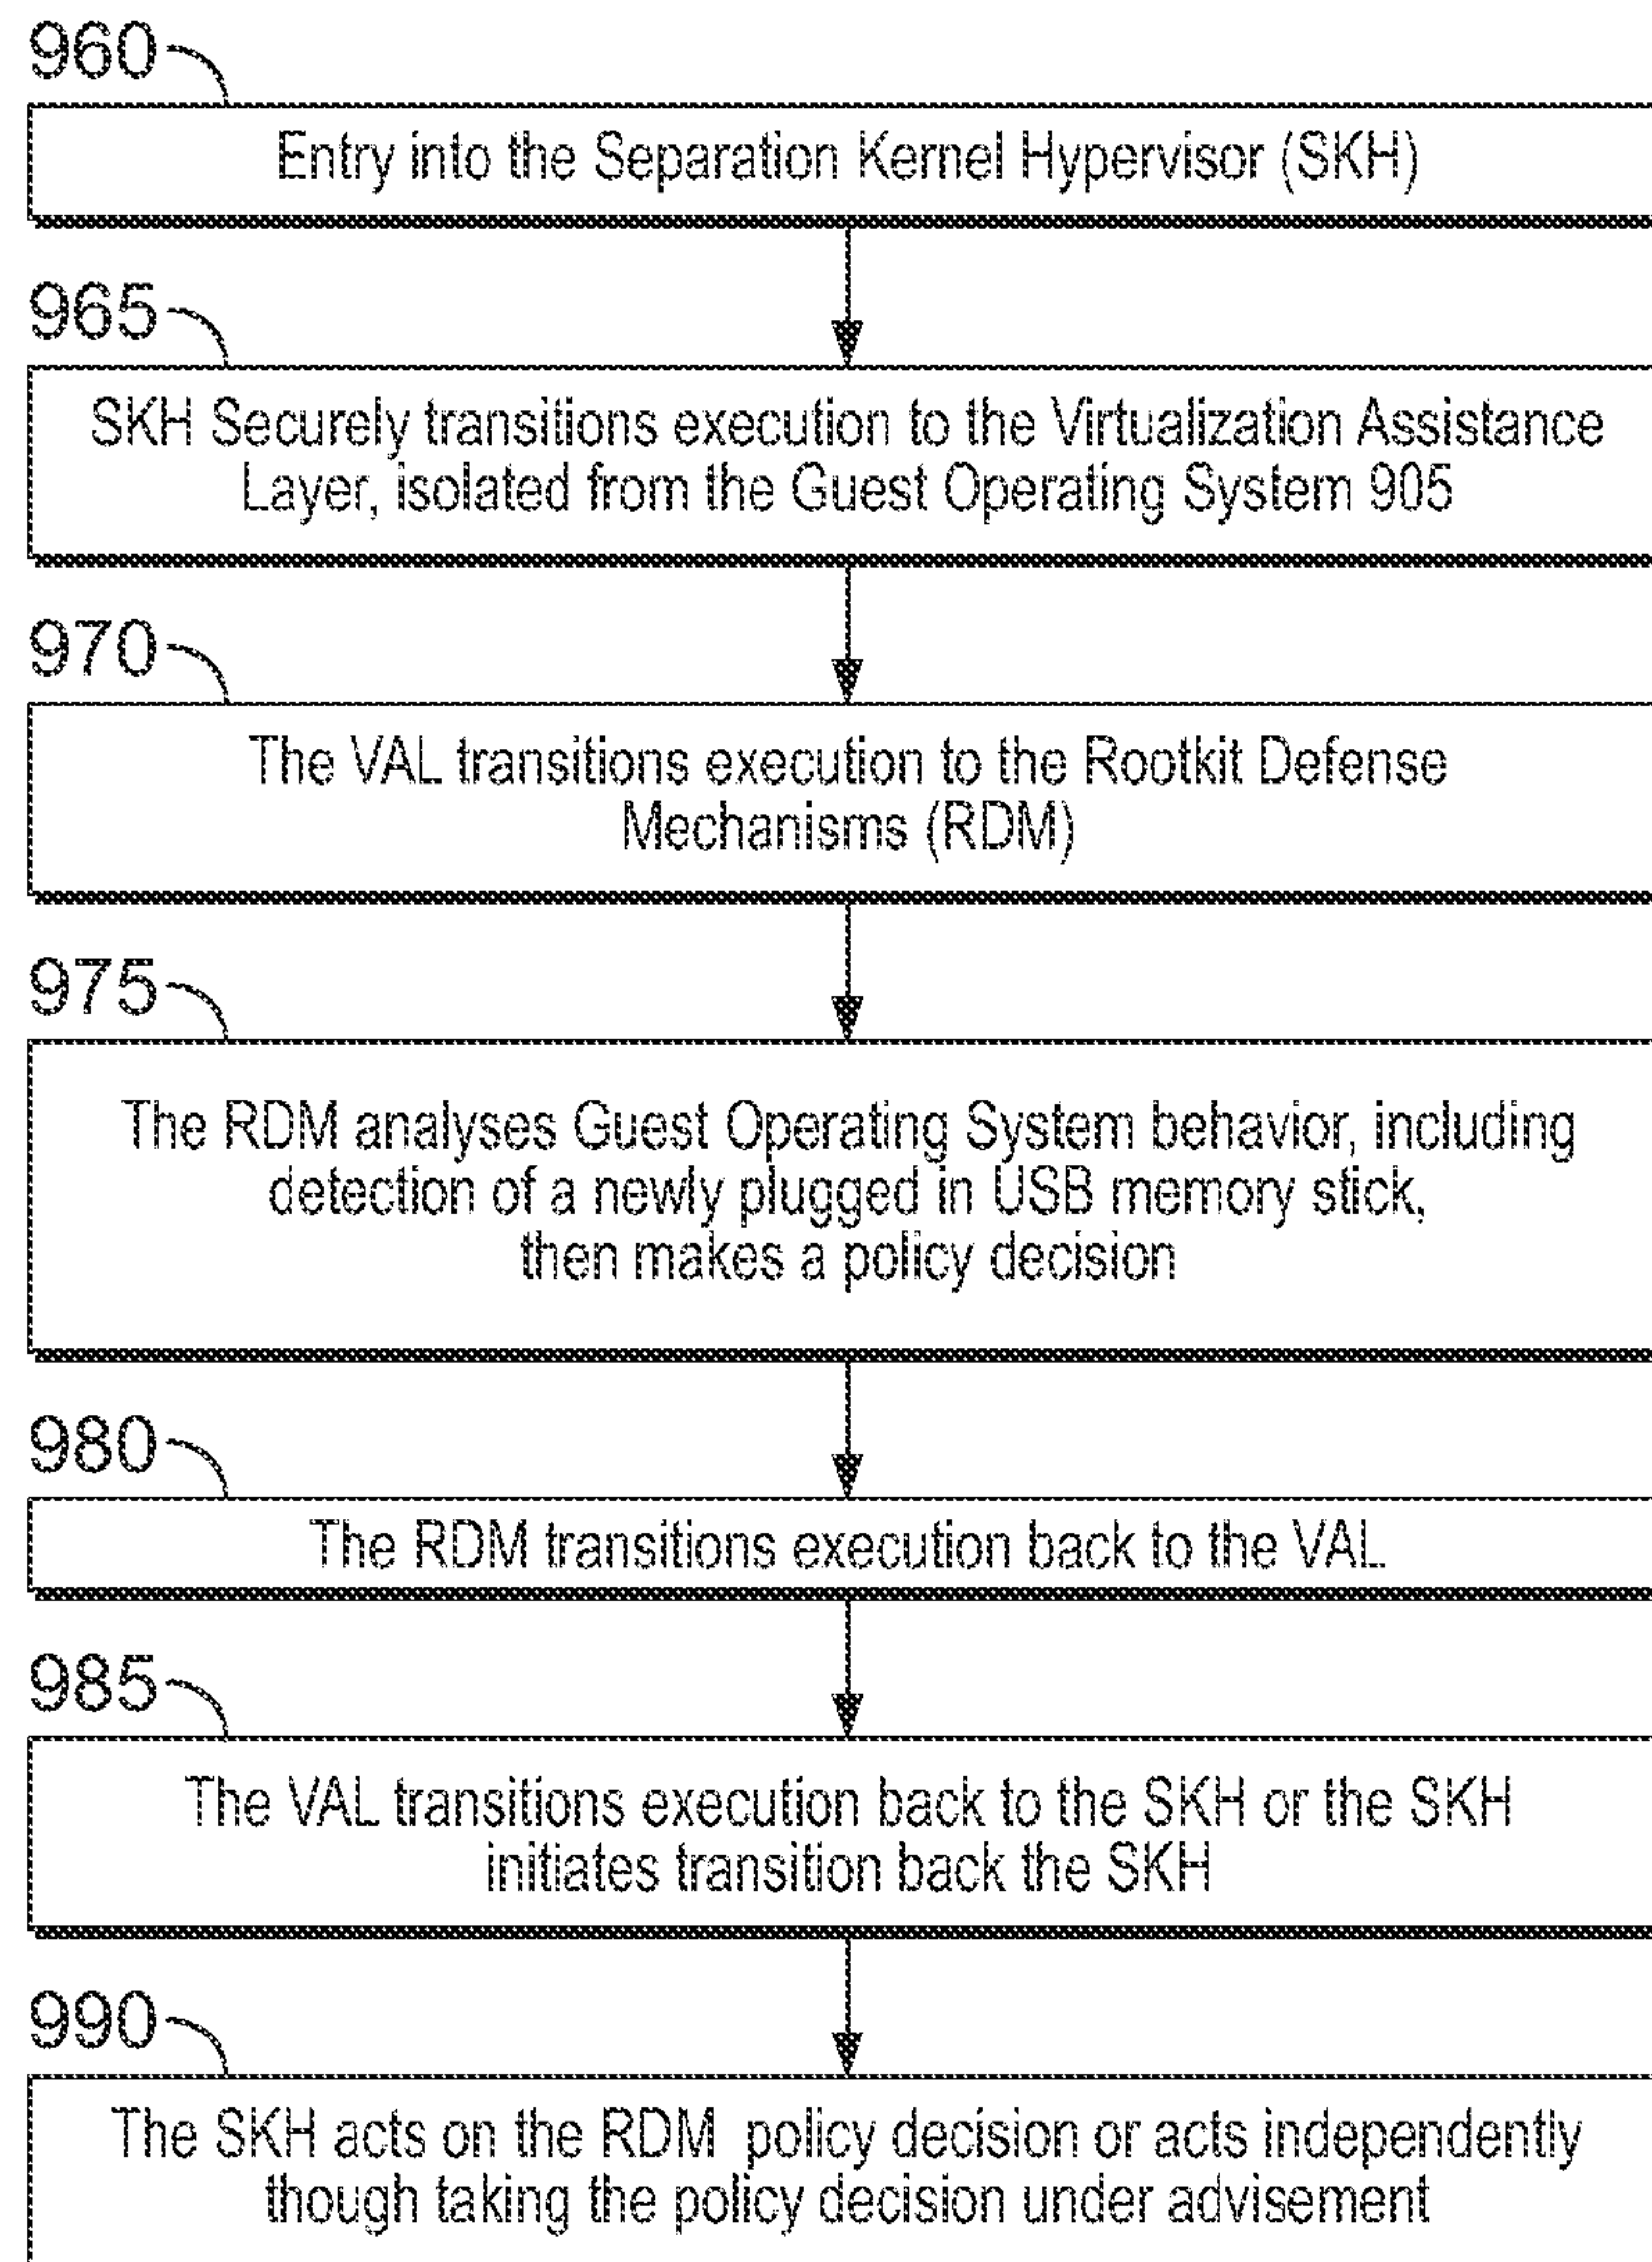 960
Entry into the Separation Kernel Hypervisor (SKH)
965
SKH Securely transitions execution to the Virtualization Assistance
Layer, isolated from the Guest Operating System 905
970
The VAL transitions execution to the Rootkit Defense
Mechanisms (RDM)
975
The RDM analyses Guest Operating System behavior, including
detection of a newly plugged in USB memory stick,
then makes a policy decision
980
The RDM transitions execution back to the VAL
985
The VAL transitions execution back to the SKH or the SKH
initiates transition back the SKH
990
The SKH acts on the RDM policy decision or acts independently
though taking the policy decision under advisement